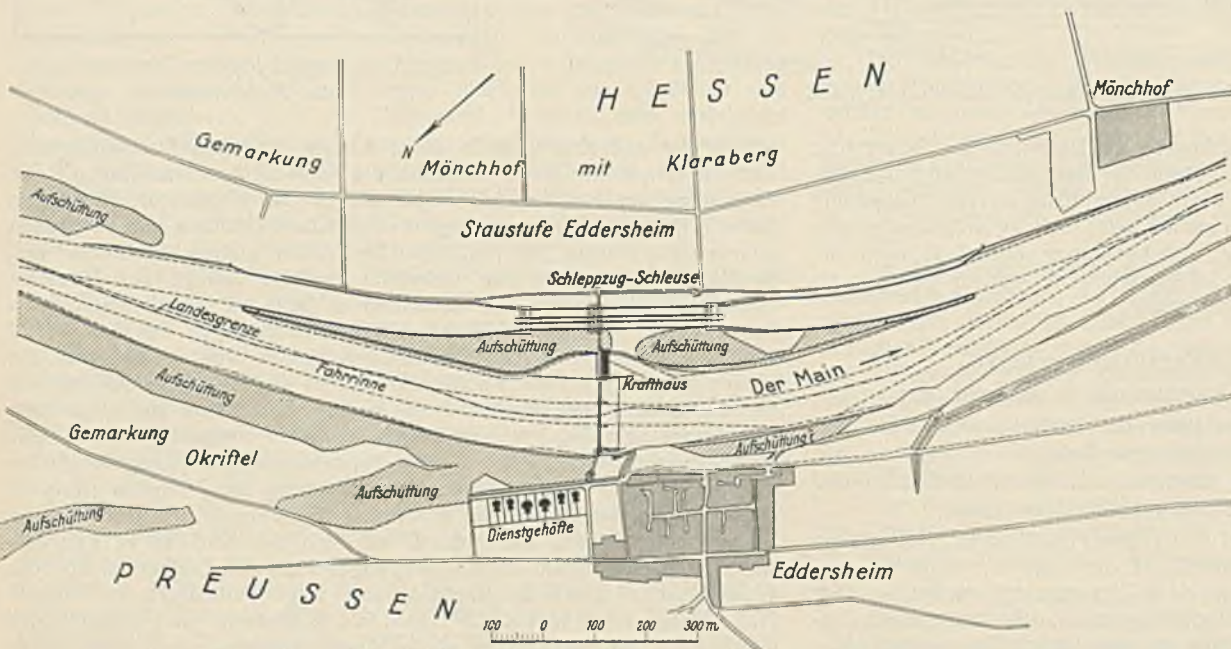 HESSEN
Mönchhof
Gemarkung
N
Mönchhof mit Klaraberg
Aufschüttung
Staustufe Eddersheim
Schleppzug-Schleuse
Landesgrenze
Aufschüttung
Aufschüttung
Fahrrinne
Krafthaus
Der Main
Aufschüttung
Gemarkung
Okriftel
Aufschüttung
Aufschuttung
Aufschüttung
Dienstgehöfte
PREUSSEN
Eddersheim
100 0 100 200 300 m